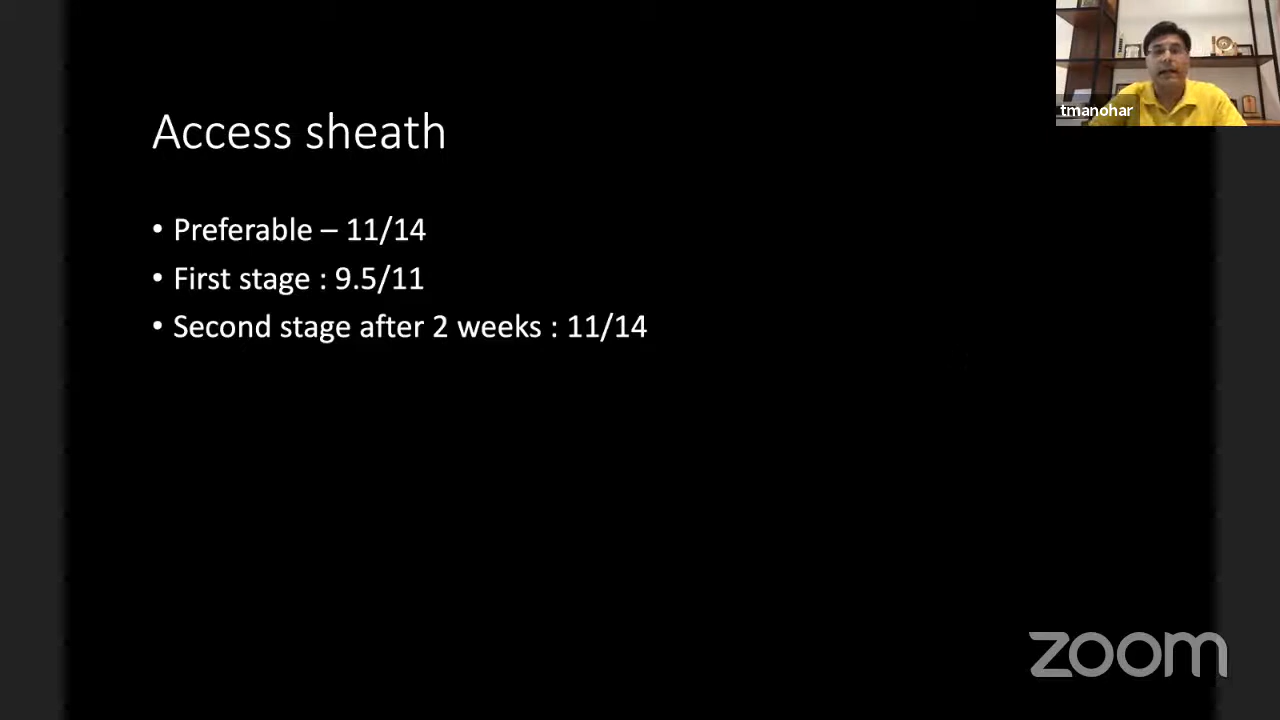 tmanohar
Access sheath
• Preferable – 11/14
• First stage : 9.5/11
• Second stage after 2 weeks : 11/14
zoom